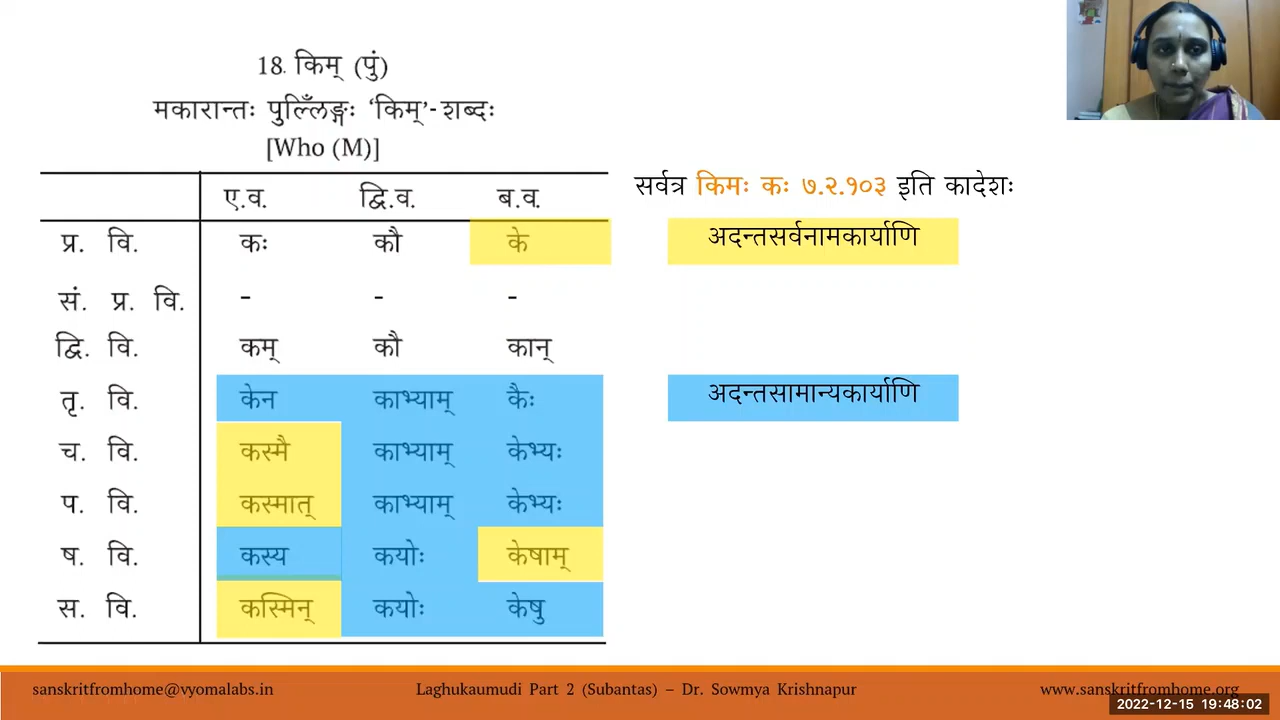 18. किम् (पुं)
मकारान्तः पुल्लिँङ्गः ‘किम्’-शब्दः
[Who (M)]
ए.व. द्वि.व. ब.व.
प्र. वि. कः कौ के
सं. प्र. वि. - - -
द्वि. वि. कम् कौ कान्
तृ. वि. केन काभ्याम् कैः
च. वि. कस्मै काभ्याम् केभ्यः
प. वि. कस्मात् काभ्याम् केभ्यः
ष. वि. कस्य कयोः केषाम्
स. वि. कस्मिन् कयोः केषु
सर्वत्र किमः कः ७.२.१०३ इति कादेशः
अदन्तसर्वनामकार्याणि
अदन्तसामान्यकार्याणि
sanskritfromhome@vyomalabs.in Laghukaumudi Part 2 (Subantas) – Dr. Sowmya Krishnapur www.sanskritfromhome.org
2022-12-15 19:48:02